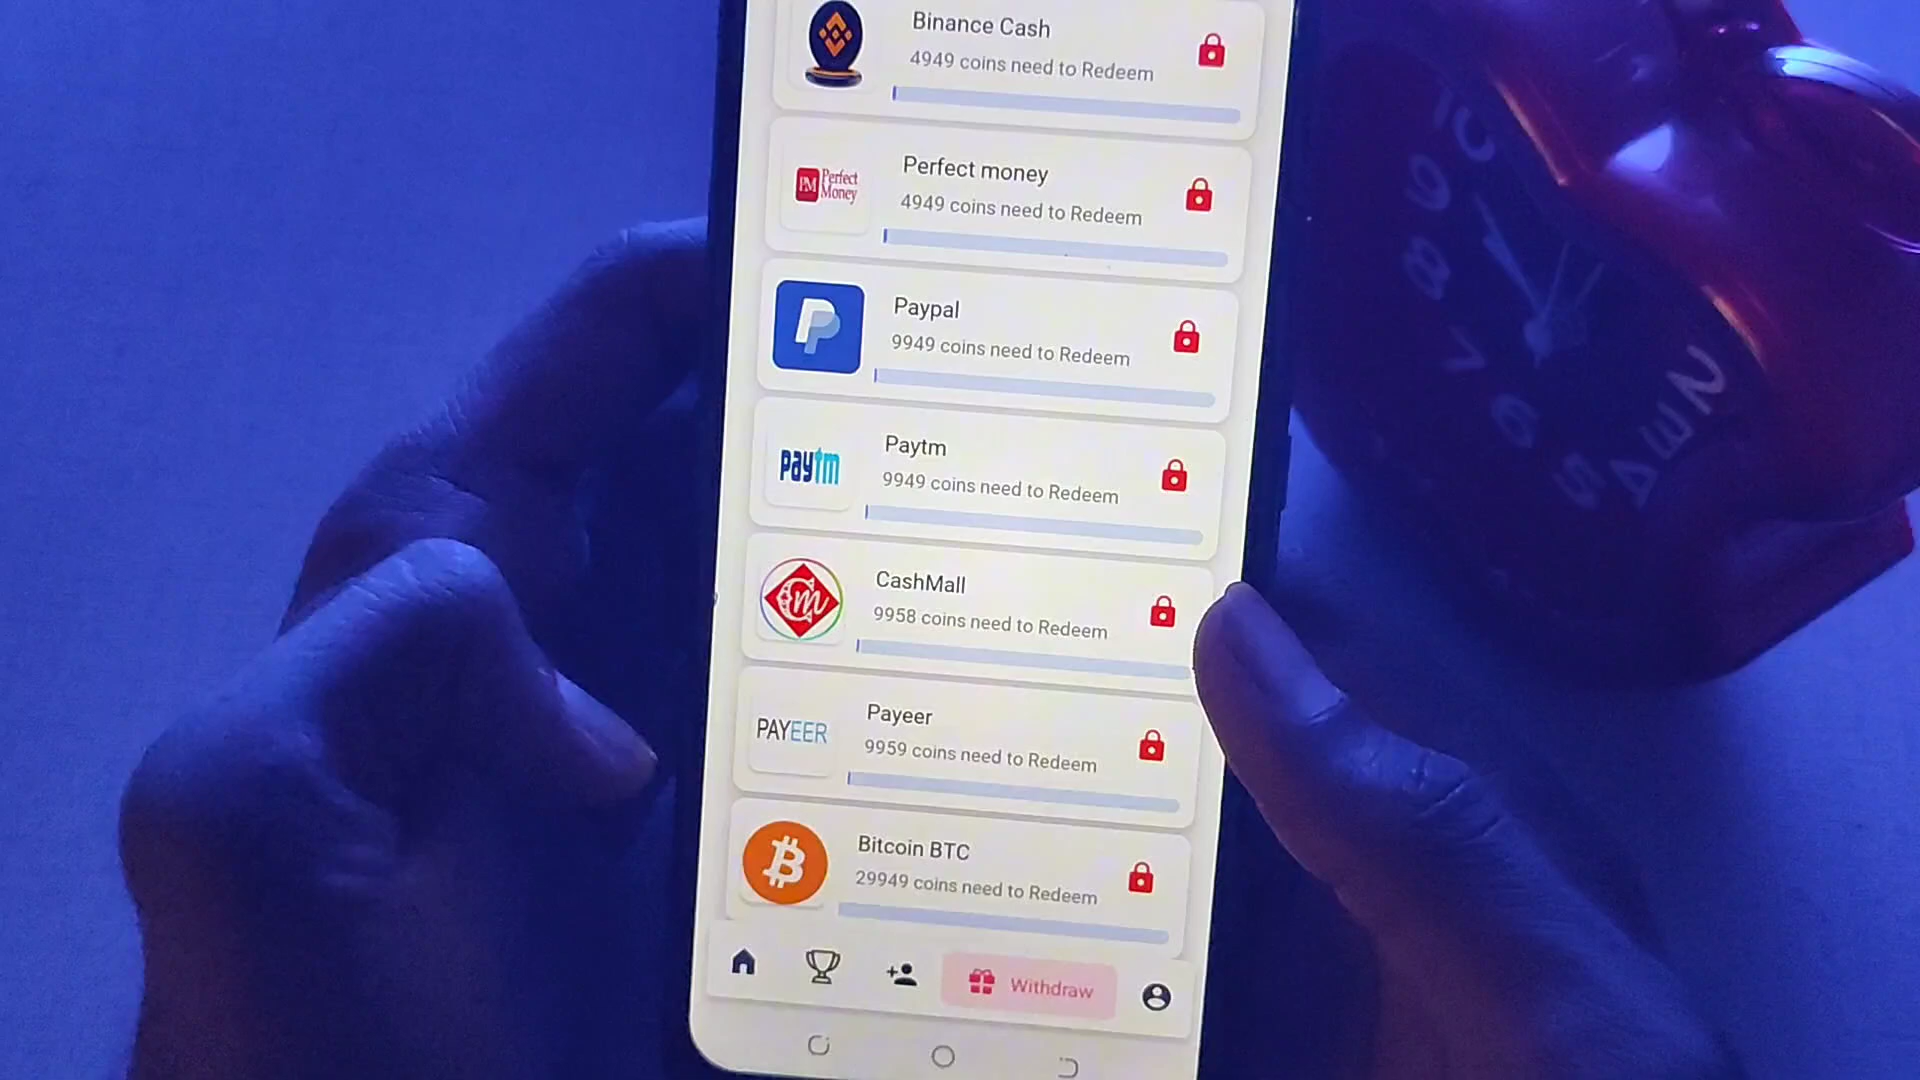 Binance Cash
4949 coins need to Redeem
PM Perfect Money
Perfect money
4949 coins need to Redeem
Paypal
9949 coins need to Redeem
paytm
Paytm
9949 coins need to Redeem
Cm
CashMall
9958 coins need to Redeem
PAYEER
Payeer
9959 coins need to Redeem
Bitcoin BTC
29949 coins need to Redeem
Withdraw